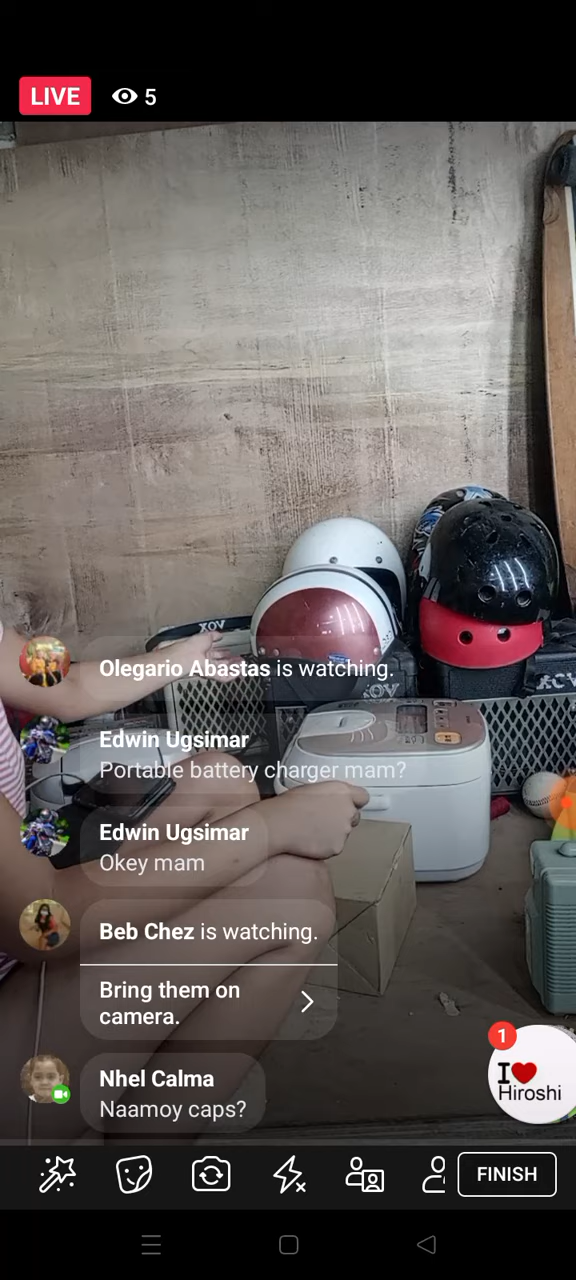 LIVE
5
XOV
Olegario Abastas is watching.
XOV
XCV
Edwin Ugsimar
Portable battery charger mam?
Edwin Ugsimar
Okey mam
Beb Chez is watching.
Bring them on
camera.
Nhel Calma
Naamoy caps?
1
I
Hiroshi
FINISH